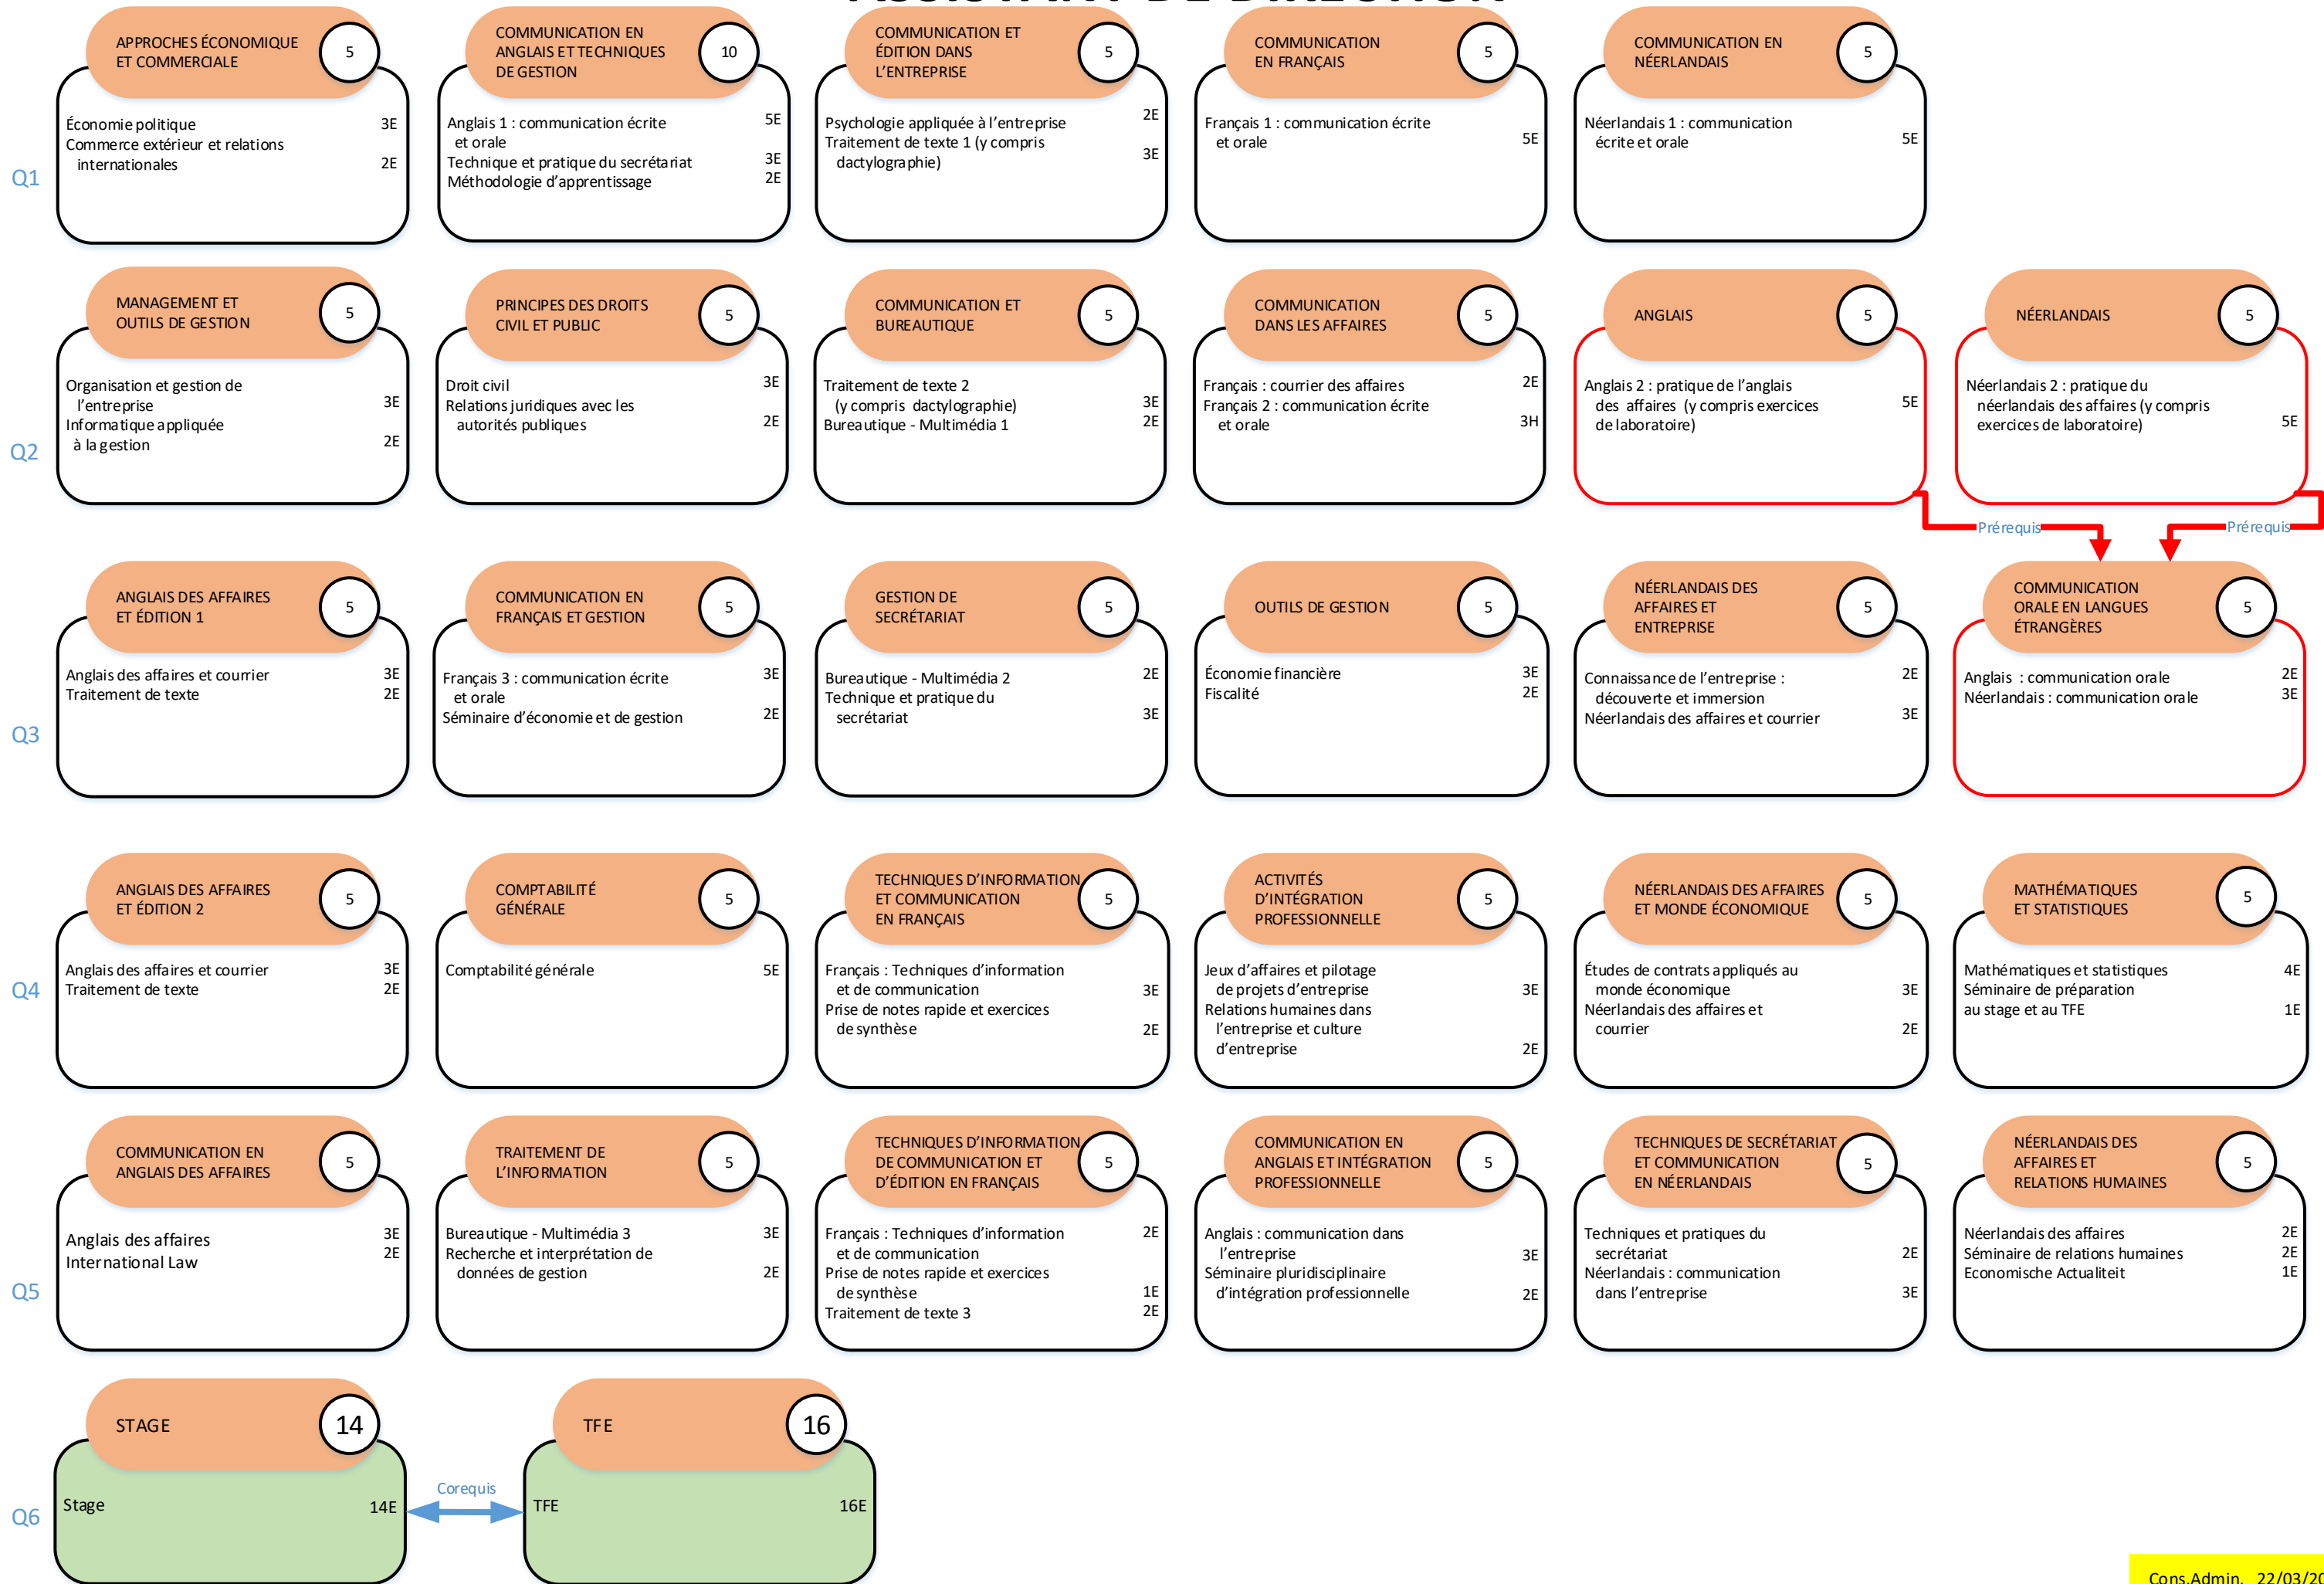 ASSISTANT DE DIRECTION
APPROCHES ÉCONOMIQUE
ET COMMERCIALE
5
Économie politique 3E
Commerce extérieur et relations
internationales 2E
COMMUNICATION EN
ANGLAIS ET TECHNIQUES
DE GESTION
10
Anglais 1 : communication écrite 5E
et orale
Technique et pratique du secrétariat 3E
Méthodologie d'apprentissage 2E
COMMUNICATION ET
ÉDITION DANS
L'ENTREPRISE
5
Psychologie appliquée à l'entreprise 2E
Traitement de texte 1 (y compris
dactylographie) 3E
COMMUNICATION
EN FRANÇAIS
5
Français 1 : communication écrite
et orale 5E
COMMUNICATION EN
NÉERLANDAIS
5
Néerlandais 1 : communication
écrite et orale 5E
Q1
MANAGEMENT ET
OUTILS DE GESTION
5
Organisation et gestion de
l'entreprise 3E
Informatique appliquée
à la gestion 2E
PRINCIPES DES DROITS
CIVIL ET PUBLIC
5
Droit civil 3E
Relations juridiques avec les
autorités publiques 2E
COMMUNICATION ET
BUREAUTIQUE
5
Traitement de texte 2
(y compris dactylographie) 3E
Bureautique - Multimédia 1 2E
COMMUNICATION
DANS LES AFFAIRES
5
Français : courrier des affaires 2E
Français 2 : communication écrite
et orale 3H
ANGLAIS
5
Anglais 2 : pratique de l'anglais
des affaires (y compris exercices 5E
de laboratoire)
NÉERLANDAIS
5
Néerlandais 2 : pratique du
néerlandais des affaires (y compris
exercices de laboratoire) 5E
Q2
Prérequis
Prérequis
ANGLAIS DES AFFAIRES
ET ÉDITION 1
5
Anglais des affaires et courrier 3E
Traitement de texte 2E
COMMUNICATION EN
FRANÇAIS ET GESTION
5
Français 3 : communication écrite 3E
et orale
Séminaire d'économie et de gestion 2E
GESTION DE
SECRÉTARIAT
5
Bureautique - Multimédia 2 2E
Technique et pratique du
secrétariat 3E
OUTILS DE GESTION
5
Économie financière 3E
Fiscalité 2E
NÉERLANDAIS DES
AFFAIRES ET
ENTREPRISE
5
Connaissance de l'entreprise : 2E
découverte et immersion
Néerlandais des affaires et courrier 3E
COMMUNICATION
ORALE EN LANGUES
ÉTRANGÈRES
5
Anglais : communication orale 2E
Néerlandais : communication orale 3E
Q3
ANGLAIS DES AFFAIRES
ET ÉDITION 2
5
Anglais des affaires et courrier 3E
Traitement de texte 2E
COMPTABILITÉ
GÉNÉRALE
5
Comptabilité générale 5E
TECHNIQUES D'INFORMATION
ET COMMUNICATION
EN FRANÇAIS
5
Français : Techniques d'information
et de communication 3E
Prise de notes rapide et exercices
de synthèse 2E
ACTIVITÉS
D'INTÉGRATION
PROFESSIONNELLE
5
Jeux d'affaires et pilotage
de projets d'entreprise 3E
Relations humaines dans
l'entreprise et culture
d'entreprise 2E
NÉERLANDAIS DES AFFAIRES
ET MONDE ÉCONOMIQUE
5
Études de contrats appliqués au
monde économique 3E
Néerlandais des affaires et
courrier 2E
MATHÉMATIQUES
ET STATISTIQUES
5
Mathématiques et statistiques 4E
Séminaire de préparation
au stage et au TFE 1E
Q4
COMMUNICATION EN
ANGLAIS DES AFFAIRES
5
Anglais des affaires 3E
International Law 2E
TRAITEMENT DE
L'INFORMATION
5
Bureautique - Multimédia 3 3E
Recherche et interprétation de
données de gestion 2E
TECHNIQUES D'INFORMATION
DE COMMUNICATION ET
D'ÉDITION EN FRANÇAIS
5
Français : Techniques d'information 2E
et de communication
Prise de notes rapide et exercices
de synthèse 1E
Traitement de texte 3 2E
COMMUNICATION EN
ANGLAIS ET INTÉGRATION
PROFESSIONNELLE
5
Anglais : communication dans
l'entreprise 3E
Séminaire pluridisciplinaire
d'intégration professionnelle 2E
TECHNIQUES DE SECRÉTARIAT
ET COMMUNICATION
EN NÉERLANDAIS
5
Techniques et pratiques du
secrétariat 2E
Néerlandais : communication
dans l'entreprise 3E
NÉERLANDAIS DES
AFFAIRES ET
RELATIONS HUMAINES
5
Néerlandais des affaires 2E
Séminaire de relations humaines 2E
Economische Actualiteit 1E
Q5
STAGE
14
Stage 14E
Corequis
TFE
16
TFE 16E
Q6
Cons.Admin. 22/03/20